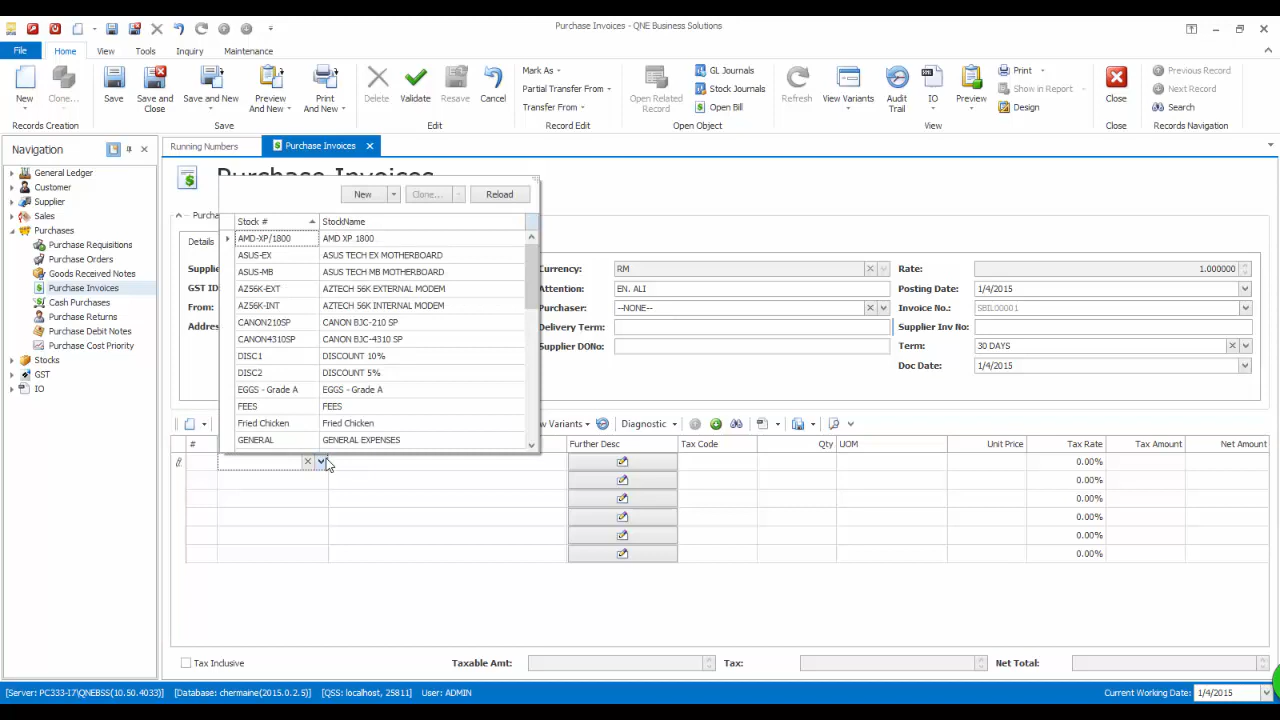 Purchase Invoices - QNE Business Solutions
File Home View Tools Inquiry Maintenance
New
Clone...
Records Creation
Save
Save and Close
Save and New
Preview And New
Print And New
Save
Delete
Validate
Resave
Cancel
Edit
Mark As
Partial Transfer From
Transfer From
Record Edit
Open Related Record
GL Journals
Stock Journals
Open Bill
Open Object
Refresh
View Variants
Audit Trail
IO
Preview
Print
Show in Report
Design
View
Close
Close
Previous Record
Next Record
Search
Records Navigation
Navigation
General Ledger
Customer
Supplier
Sales
Purchases
Purchase Requisitions
Purchase Orders
Goods Received Notes
Purchase Invoices
Cash Purchases
Purchase Returns
Purchase Debit Notes
Purchase Cost Priority
Stocks
GST
IO
Running Numbers
Purchase Invoices
Purchase Invoices
Details
GST ID
From:
Address
New Clone... Reload
Stock # StockName
AMD-XP/1800 AMD XP 1800
ASUS-EX ASUS TECH EX MOTHERBOARD
ASUS-MB ASUS TECH MB MOTHERBOARD
AZ56K-EXT AZTECH 56K EXTERNAL MODEM
AZ56K-INT AZTECH 56K INTERNAL MODEM
CANON210SP CANON BJC-210 SP
CANON4310SP CANON BJC-4310 SP
DISC1 DISCOUNT 10%
DISC2 DISCOUNT 5%
EGGS - Grade A EGGS - Grade A
FEES FEES
Fried Chicken Fried Chicken
GENERAL GENERAL EXPENSES
Currency: RM
Attention: EN. ALI
Purchaser: --NONE--
Delivery Term:
Supplier DONo:
Rate: 1.000000
Posting Date: 1/4/2015
Invoice No.: SBIL00001
Supplier Inv No:
Term: 30 DAYS
Doc Date: 1/4/2015
Variants Diagnostic
# Further Desc Tax Code Qty UOM Unit Price Tax Rate Tax Amount Net Amount
0.00%
0.00%
0.00%
0.00%
0.00%
0.00%
Tax Inclusive Taxable Amt: Tax: Net Total:
[Server: PC333-I7\QNEBSS(10.50.4033)] [Database: chermaine(2015.0.2.5)] [QSS: localhost, 25811] User: ADMIN Current Working Date: 1/4/2015